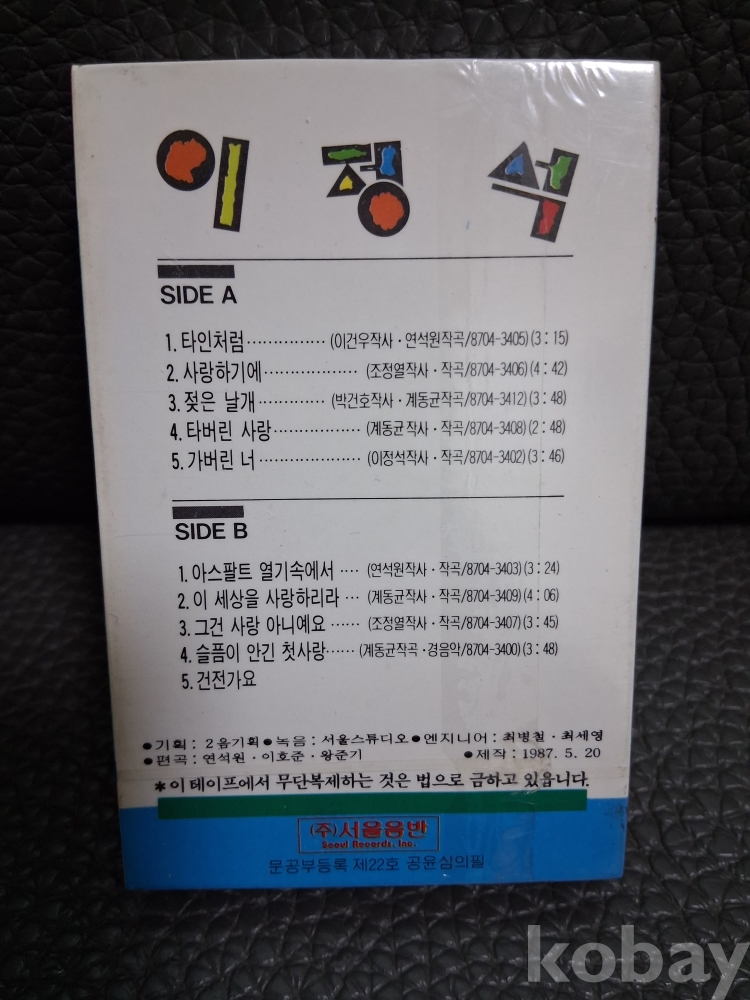 이정석
SIDE A
1. 타인처럼 ··············· (이건우작사 · 연석원작곡/8704-3405)(3 : 15)
2. 사랑하기에 ·················· (조정열작사 · 작곡/8704-3406)(4 : 42)
3. 젖은 날개 ············· (박건호작사 · 계동균작곡/8704-3412)(3 : 48)
4. 타버린 사랑 ················· (계동균작사 · 작곡/8704-3408)(2 : 48)
5. 가버린 너 ···················· (이정석작사 · 작곡/8704-3402)(3 : 46)
SIDE B
1. 아스팔트 열기속에서 ···· (연석원작사 · 작곡/8704-3403)(3 : 24)
2. 이 세상을 사랑하리라 ··· (계동균작사 · 작곡/8704-3409)(4 : 06)
3. 그건 사랑 아니예요 ······ (조정열작사 · 작곡/8704-3407)(3 : 45)
4. 슬픔이 안긴 첫사랑 ······ (계동균작곡 · 경음악/8704-3400)(3 : 48)
5. 건전가요
●기획 : 2음기획 ●녹음 : 서울스튜디오 ●엔지니어 : 최병철 · 최세영
●편곡 : 연석원 · 이호준 · 왕준기 ●제작 : 1987. 5. 20
*이 테이프에서 무단복제하는 것은 법으로 금하고 있읍니다.
(주)서울음반
Seoul Records, Inc.
문공부등록 제22호 공윤심의필
kobay